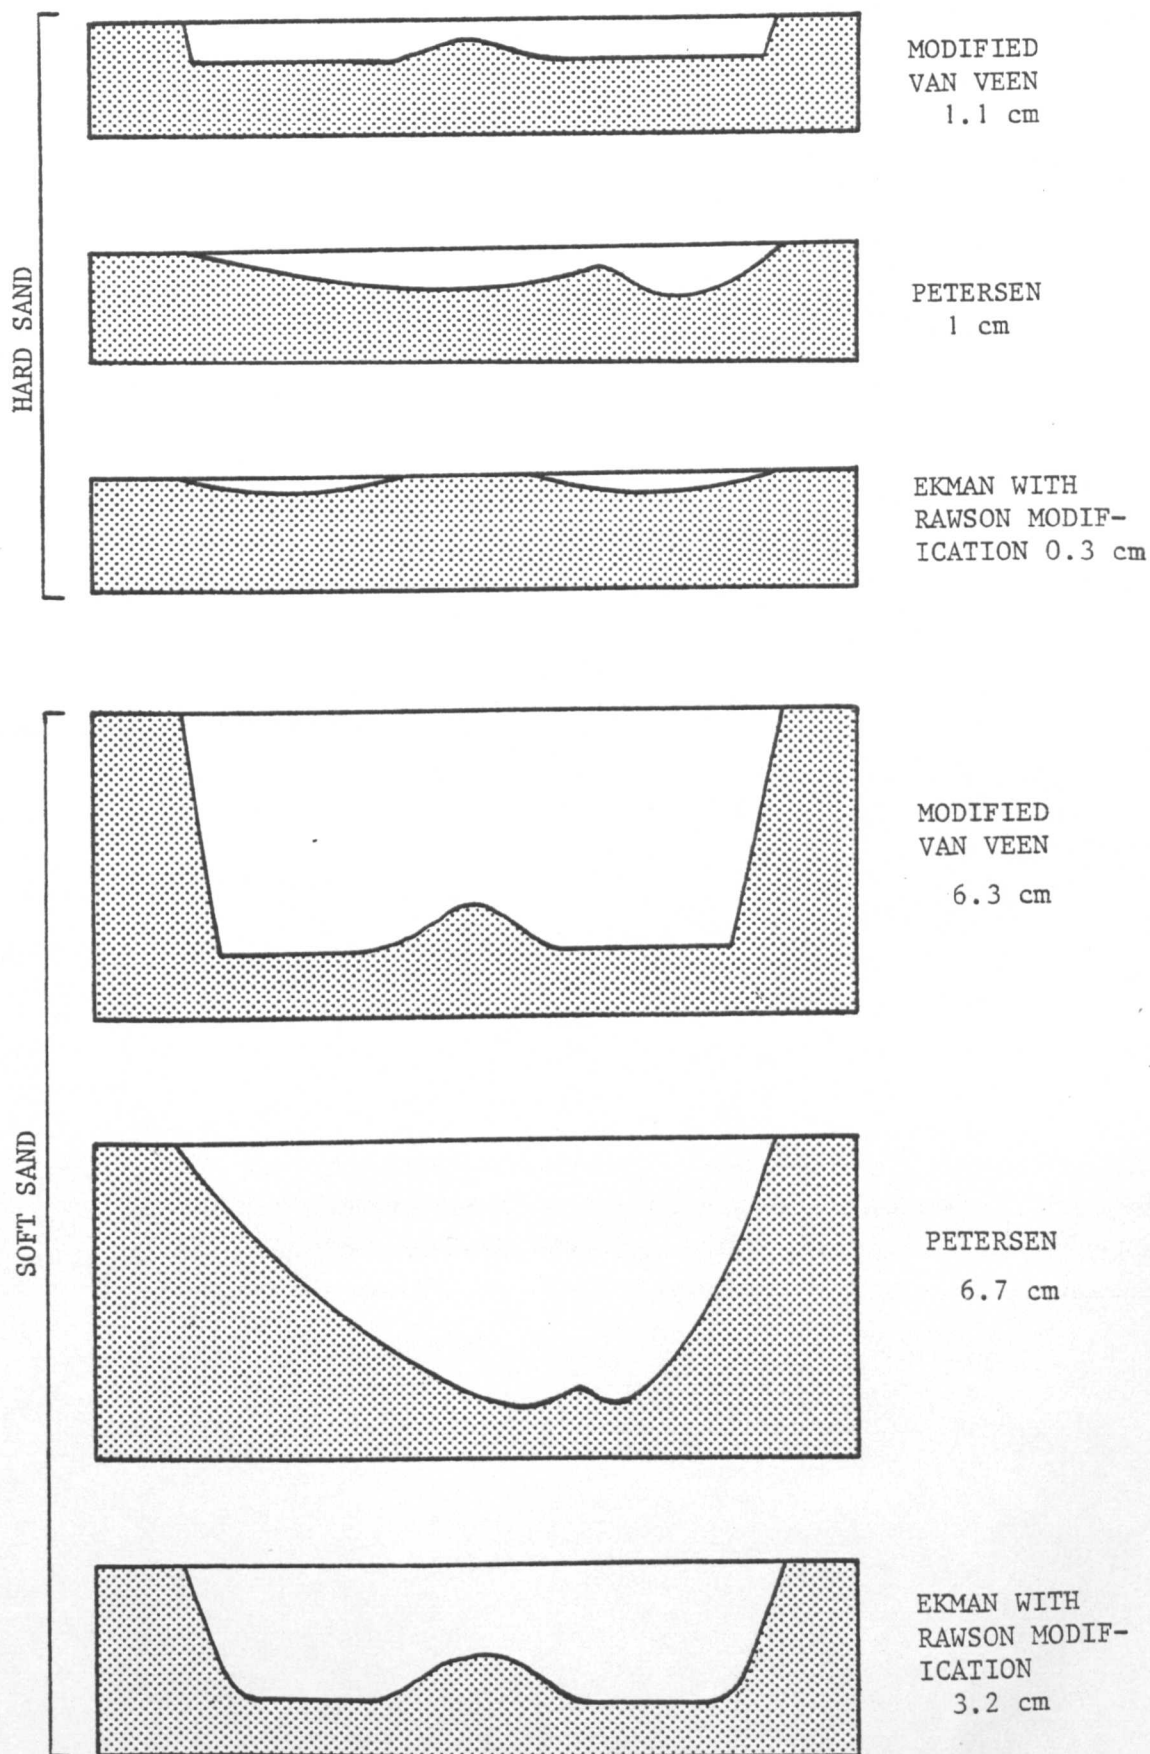 HARD SAND
MODIFIED
VAN VEEN
1.1 cm
PETERSEN
1 cm
EKMAN WITH
RAWSON MODIF-
ICATION 0.3 cm
SOFT SAND
MODIFIED
VAN VEEN
6.3 cm
PETERSEN
6.7 cm
EKMAN WITH
RAWSON MODIF-
ICATION
3.2 cm